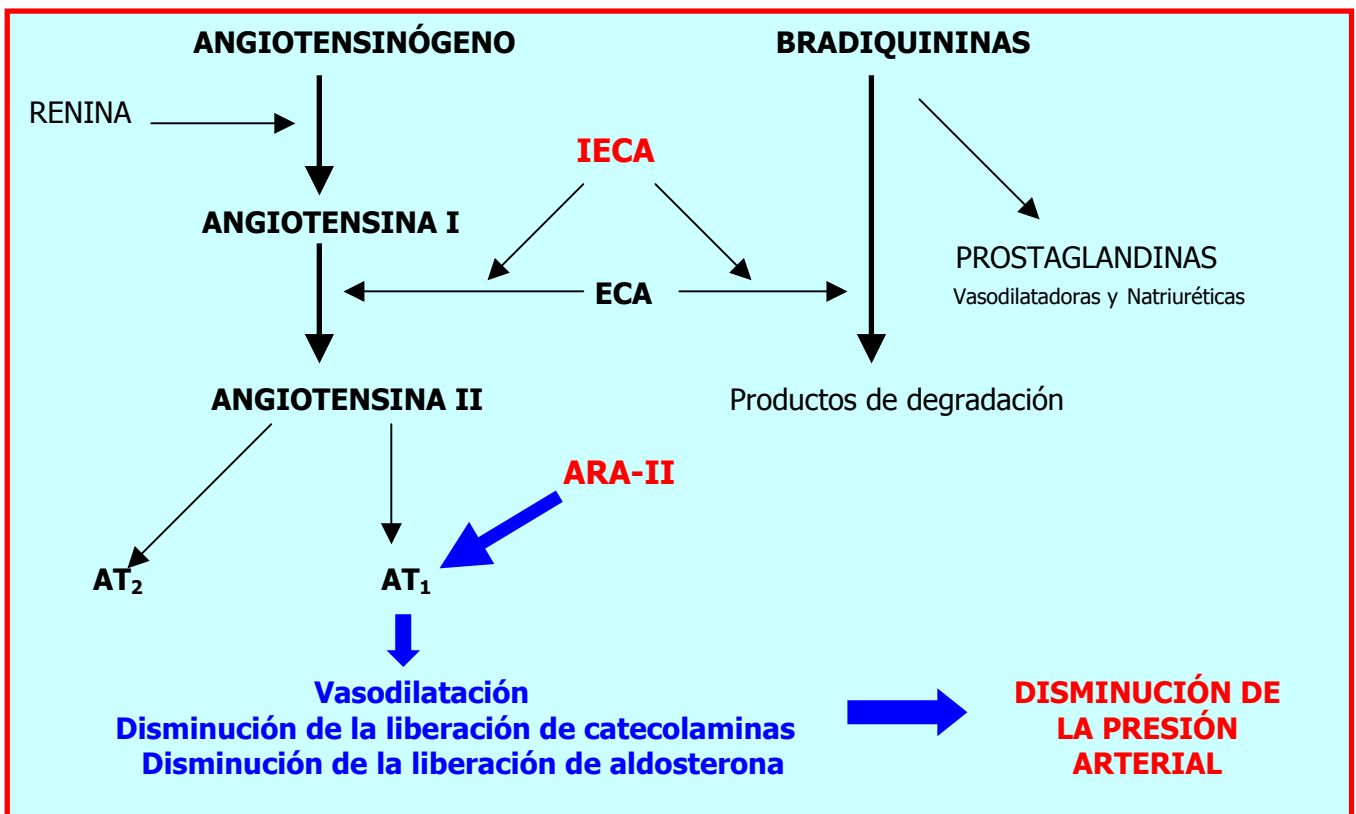 ANGIOTENSINÓGENO
BRADIQUININAS
RENINA
IECA
ANGIOTENSINA I
PROSTAGLANDINAS
Vasodilatadoras y Natriuréticas
ECA
ANGIOTENSINA II
Productos de degradación
ARA-II
AT₂
AT₁
Vasodilatación
Disminución de la liberación de catecolaminas
Disminución de la liberación de aldosterona
DISMINUCIÓN DE
LA PRESIÓN
ARTERIAL